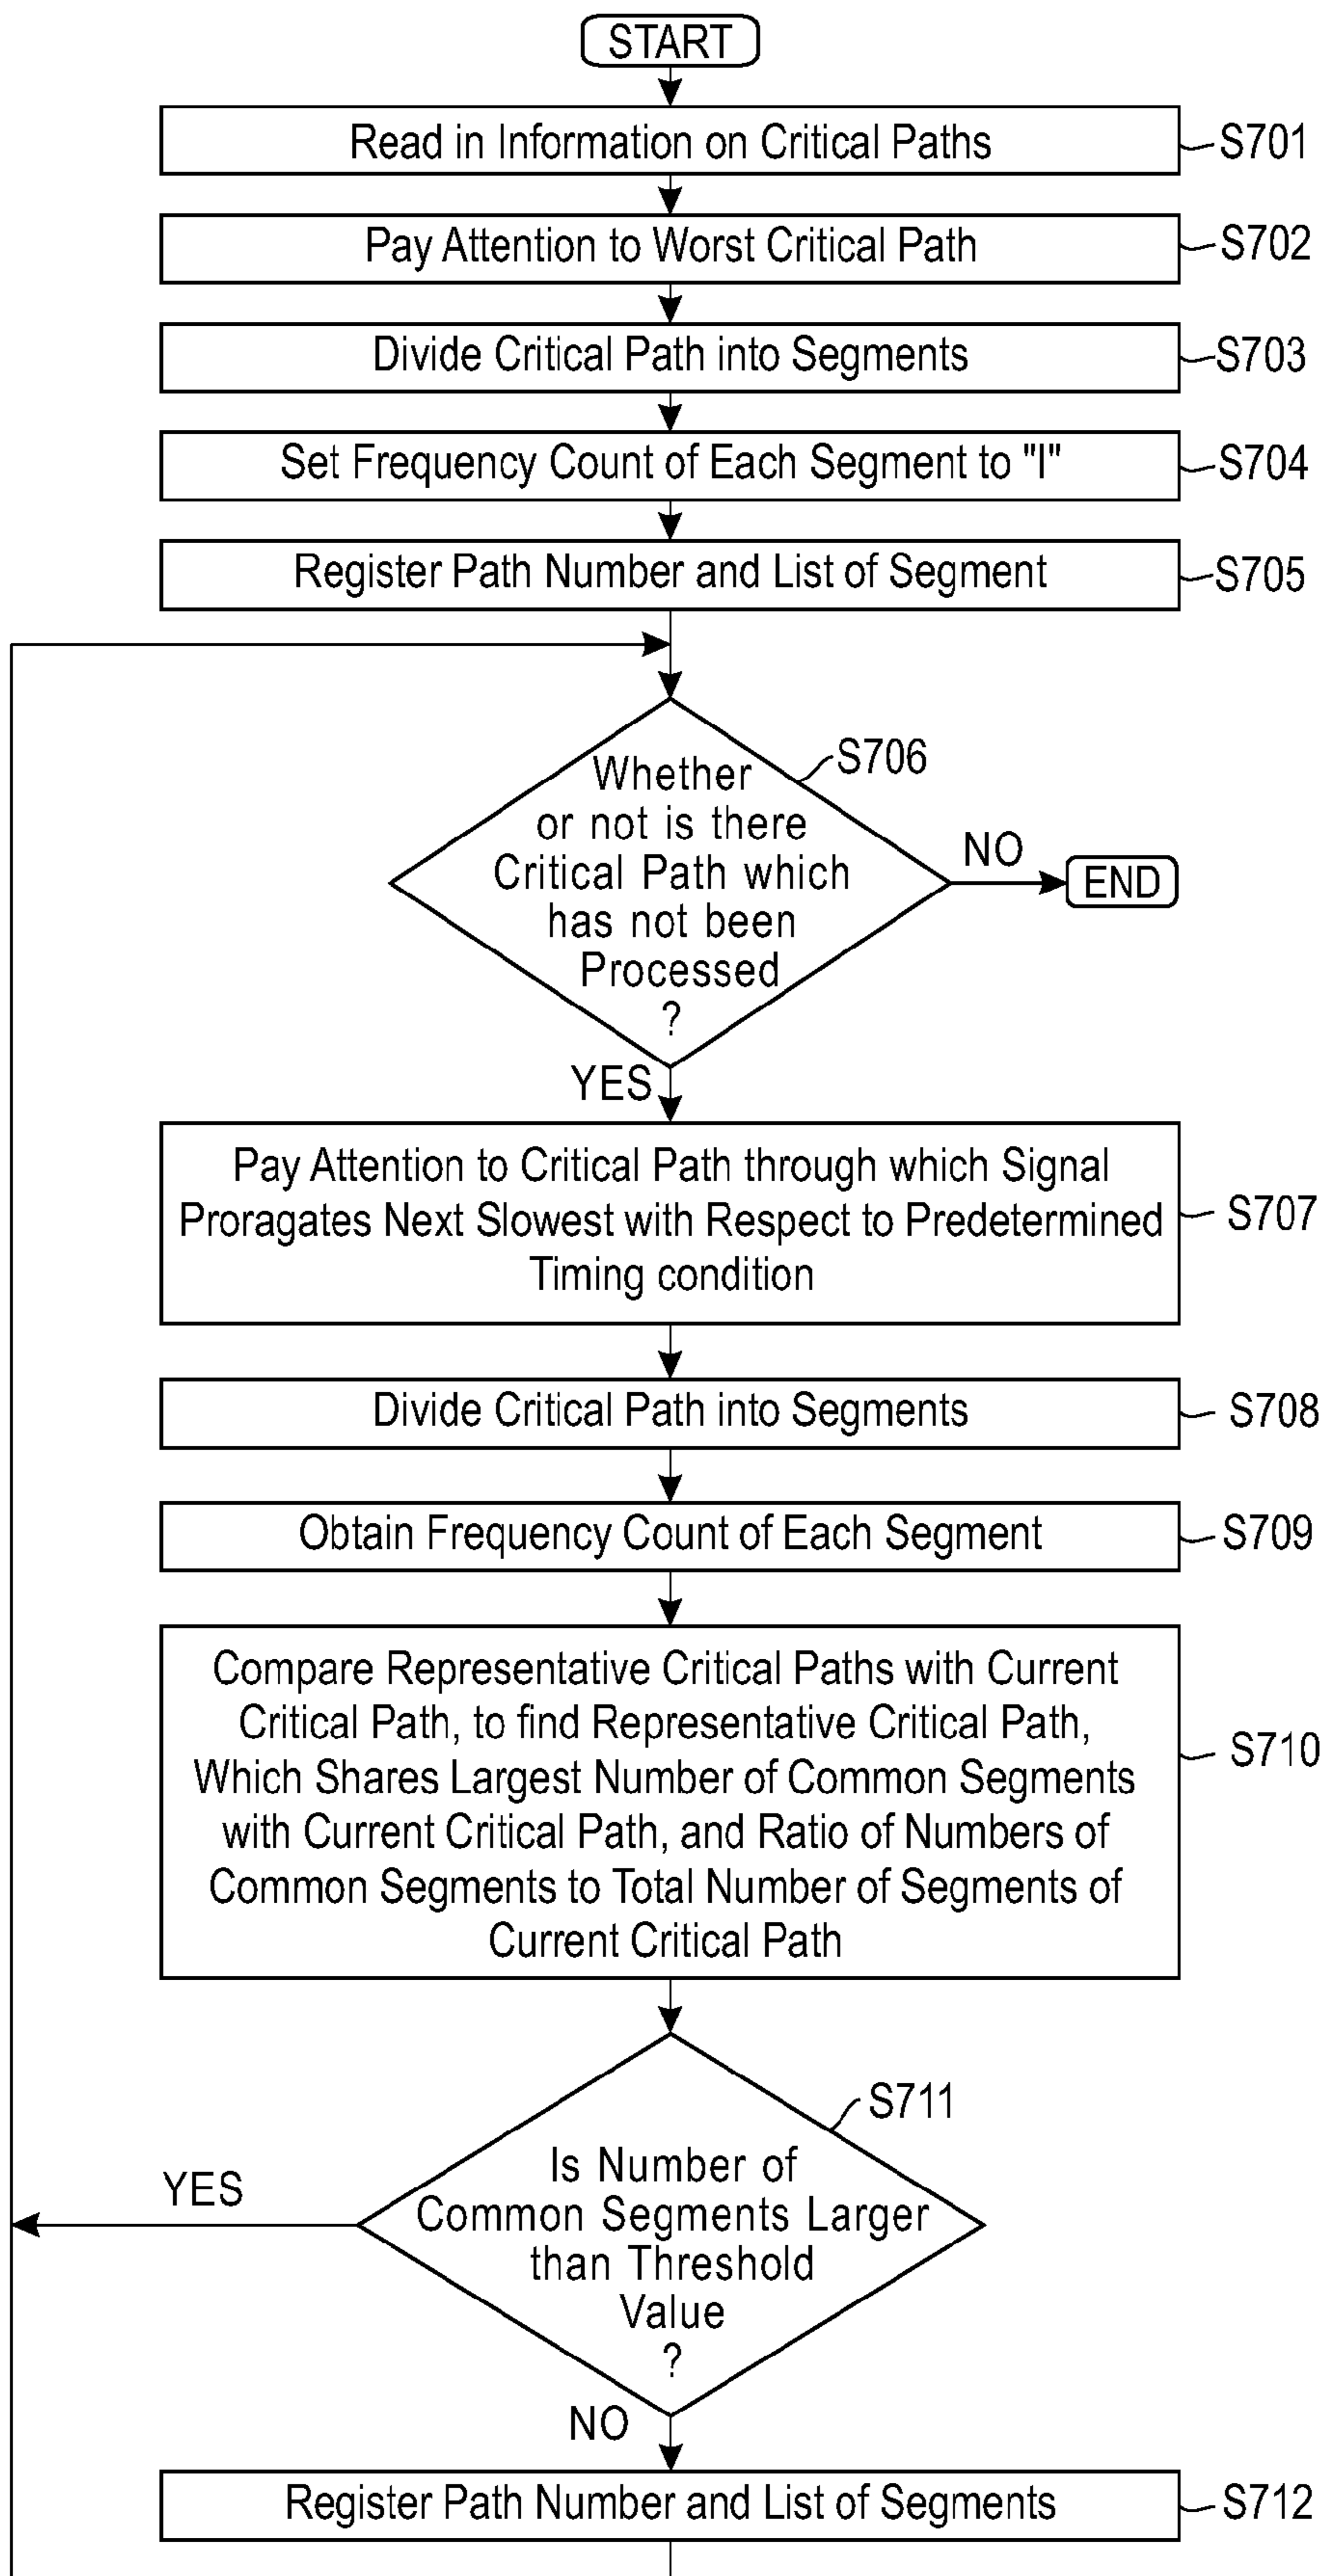 START
Read in Information on Critical Paths
S701
Pay Attention to Worst Critical Path
S702
Divide Critical Path into Segments
S703
Set Frequency Count of Each Segment to "I"
S704
Register Path Number and List of Segment
S705
S706
Whether
or not is there
Critical Path which
has not been
Processed
?
NO
END
YES
Pay Attention to Critical Path through which Signal
Proragates Next Slowest with Respect to Predetermined
Timing condition
S707
Divide Critical Path into Segments
S708
Obtain Frequency Count of Each Segment
S709
Compare Representative Critical Paths with Current
Critical Path, to find Representative Critical Path,
Which Shares Largest Number of Common Segments
with Current Critical Path, and Ratio of Numbers of
Common Segments to Total Number of Segments of
Current Critical Path
S710
S711
Is Number of
Common Segments Larger
than Threshold
Value
?
YES
NO
Register Path Number and List of Segments
S712